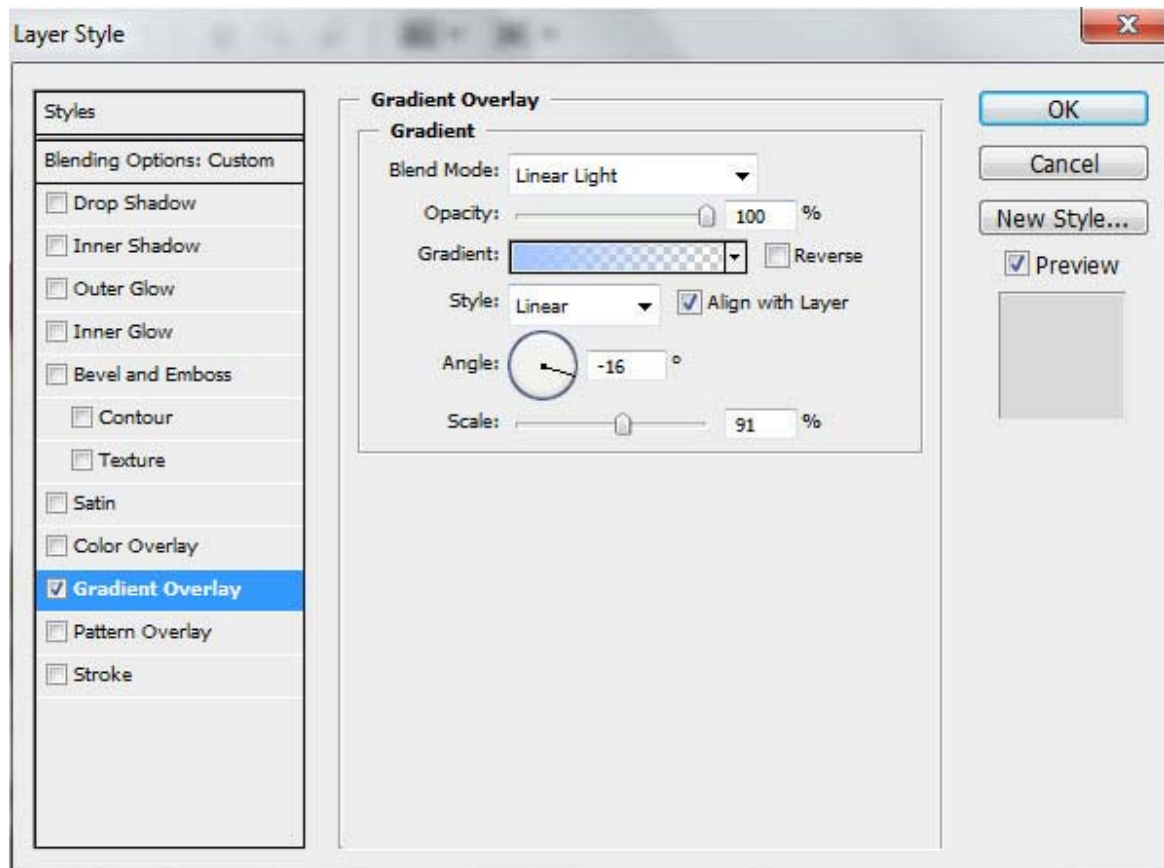 Layer Style
Styles
Blending Options: Custom
Drop Shadow
Inner Shadow
Outer Glow
Inner Glow
Bevel and Emboss
Contour
Texture
Satin
Color Overlay
Gradient Overlay
Pattern Overlay
Stroke
Gradient Overlay
Gradient
Blend Mode: Linear Light
Opacity: 100 %
Gradient: Reverse
Style: Linear Align with Layer
Angle: -16 °
Scale: 91 %
OK
Cancel
New Style...
Preview